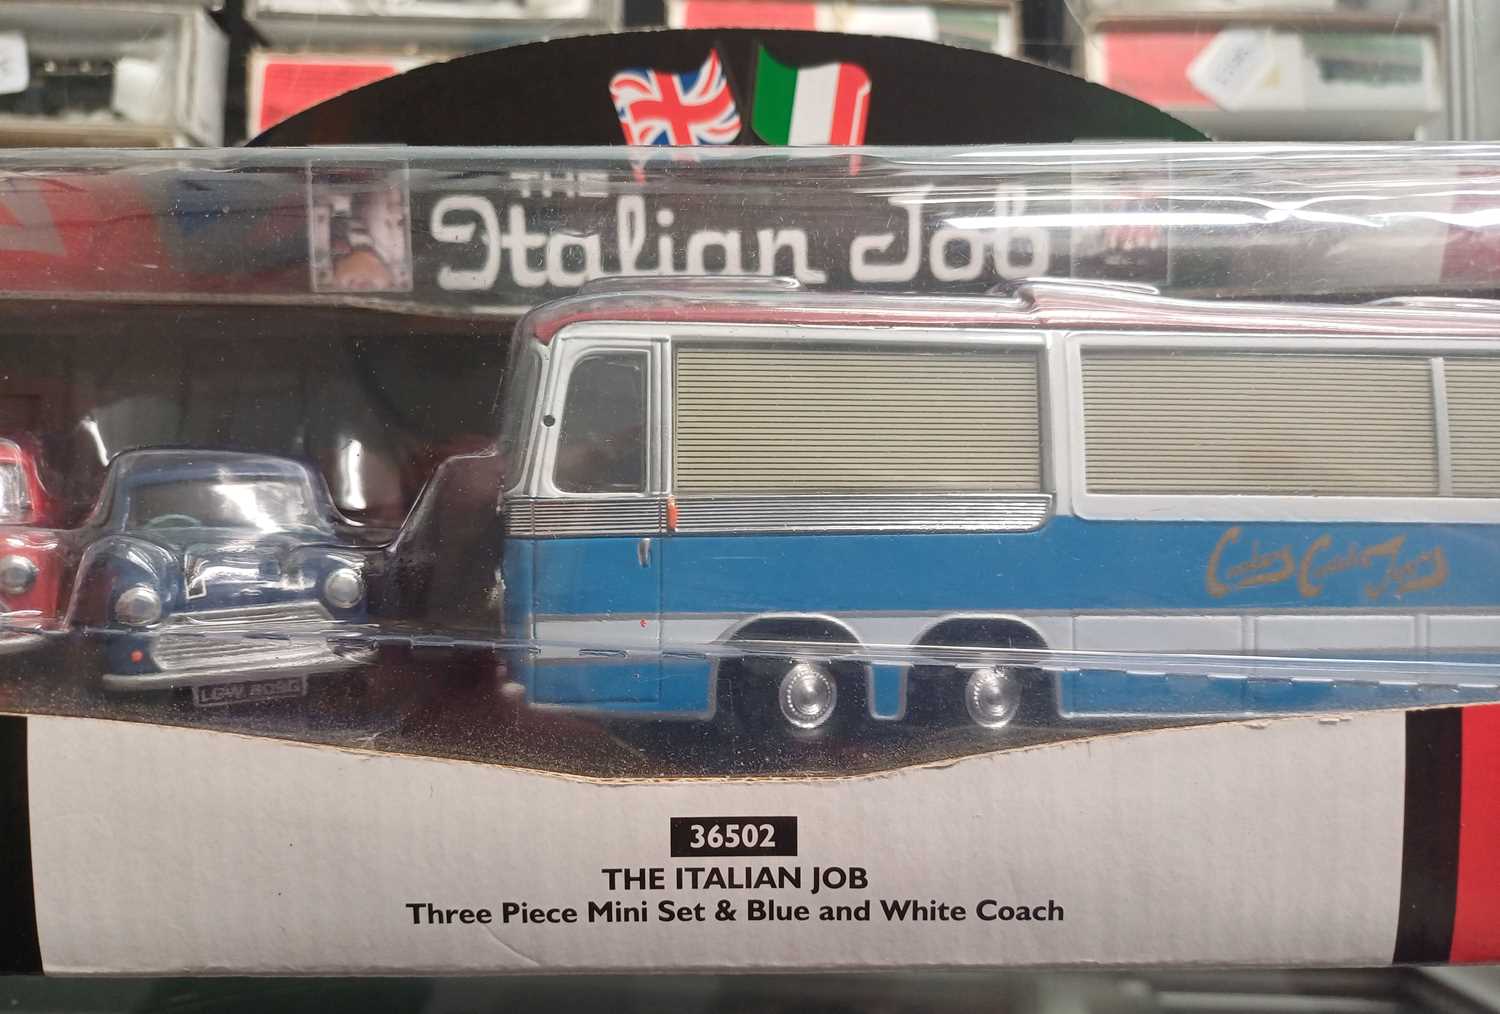 THE
Italian Job
36502
THE ITALIAN JOB
Three Piece Mini Set & Blue and White Coach